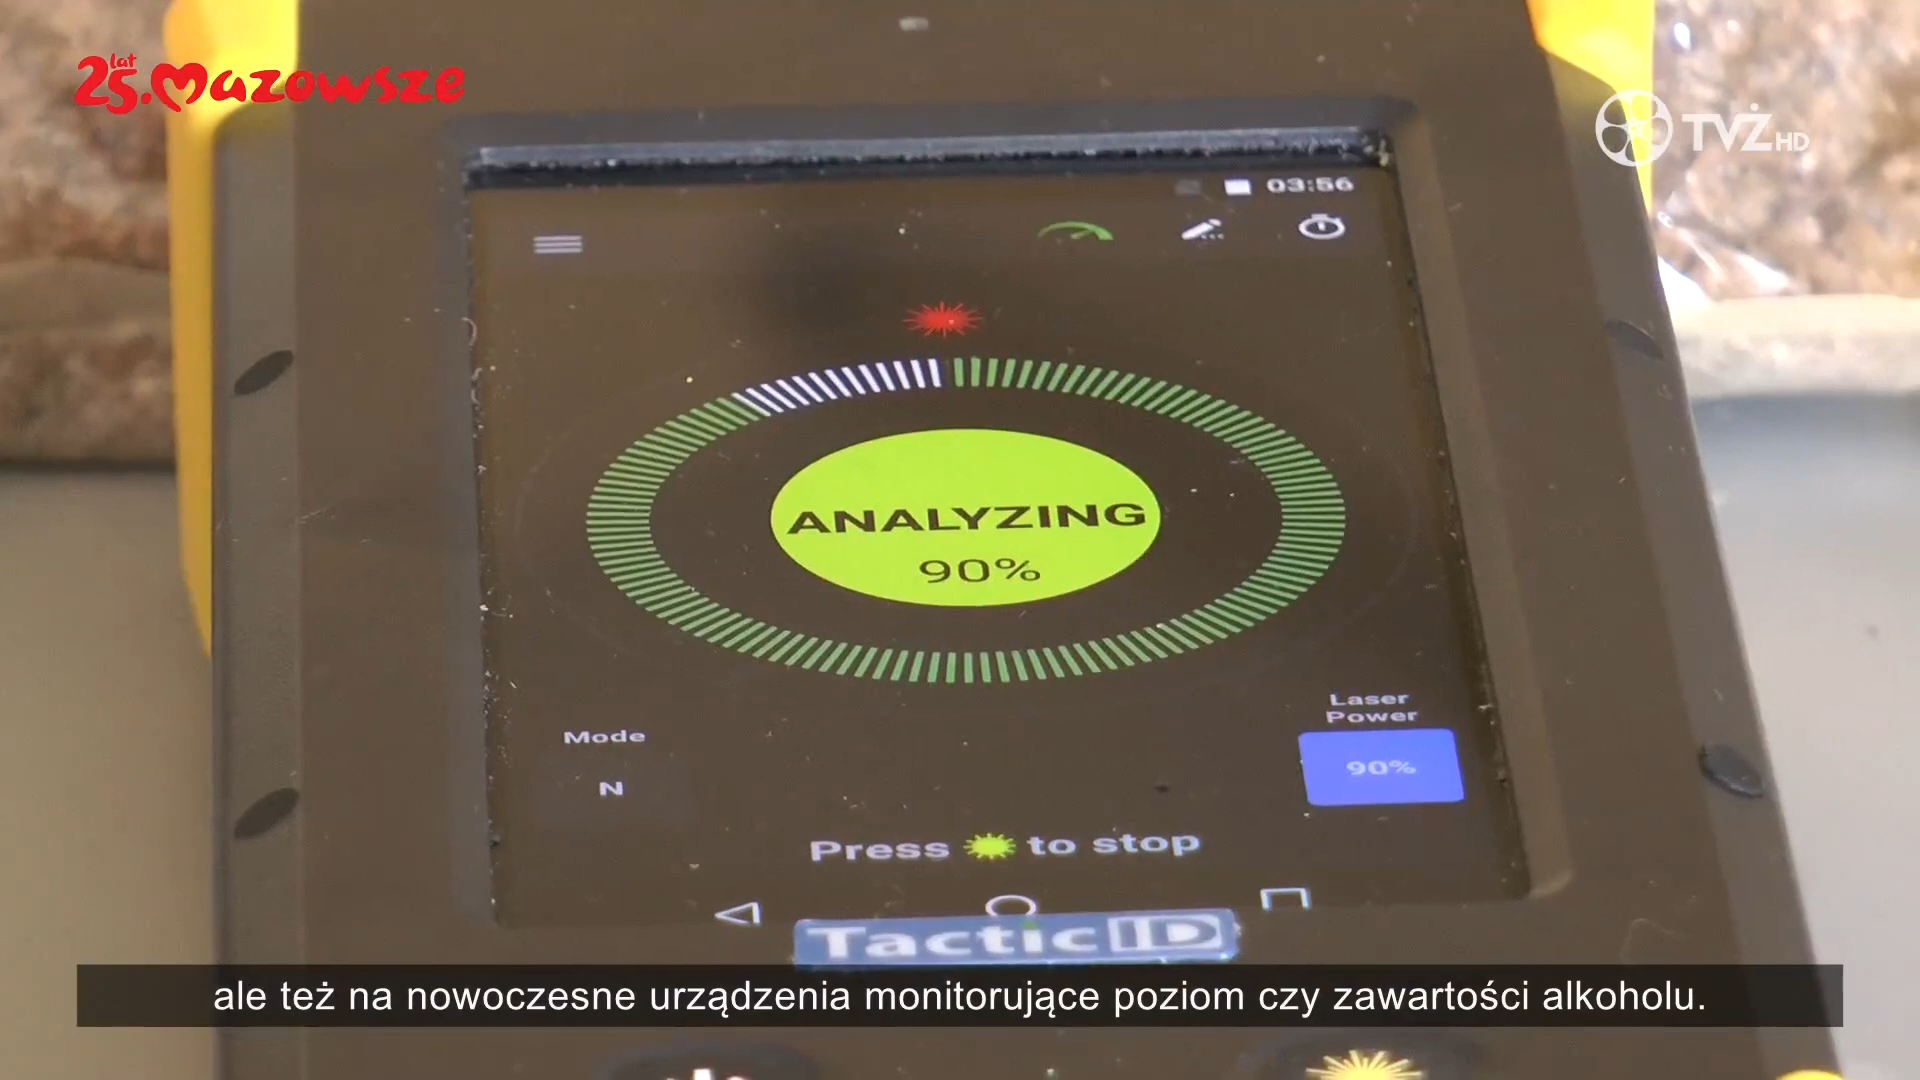 25 lat.Mazowsze
TVŻ HD
03:56
ANALYZING
90%
Laser
Power
90%
Mode
N
Press to stop
TacticID
ale też na nowoczesne urządzenia monitorujące poziom czy zawartości alkoholu.